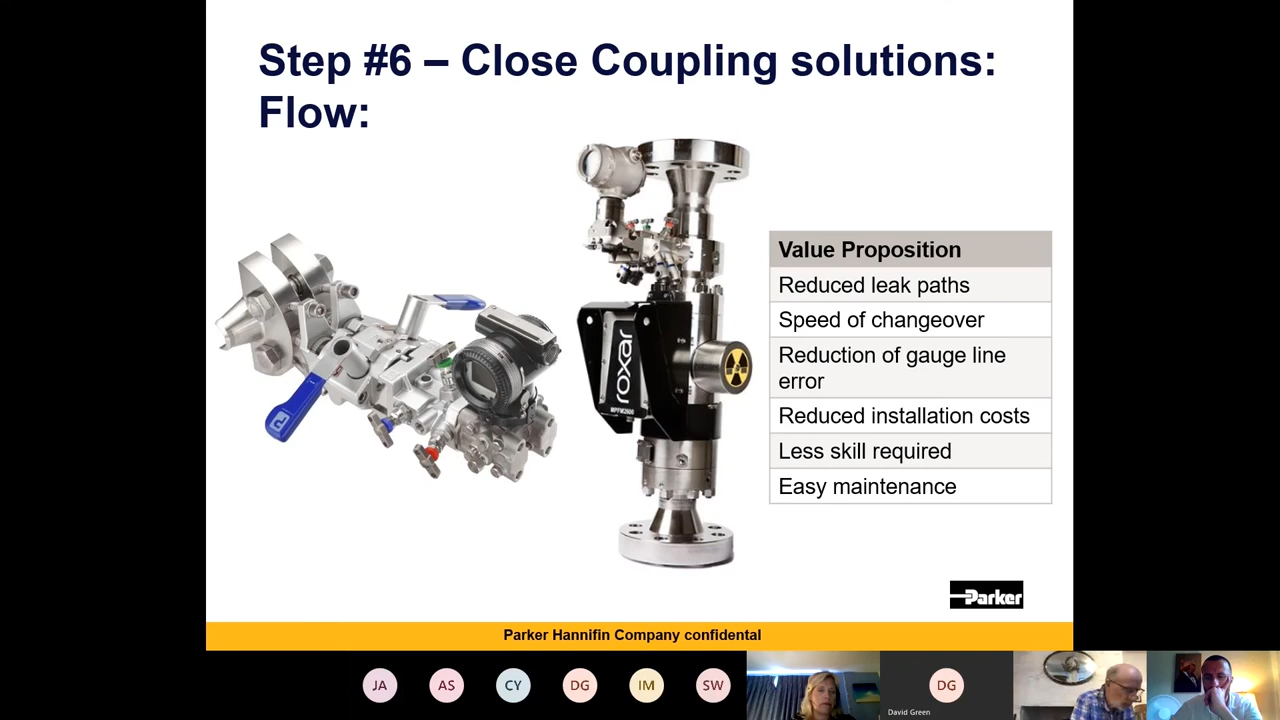 Step #6 – Close Coupling solutions:
Flow:
roxar
MPFM2600
Value Proposition
Reduced leak paths
Speed of changeover
Reduction of gauge line
error
Reduced installation costs
Less skill required
Easy maintenance
Parker
Parker Hannifin Company confidental
JA
AS
CY
DG
IM
SW
DG
David Green